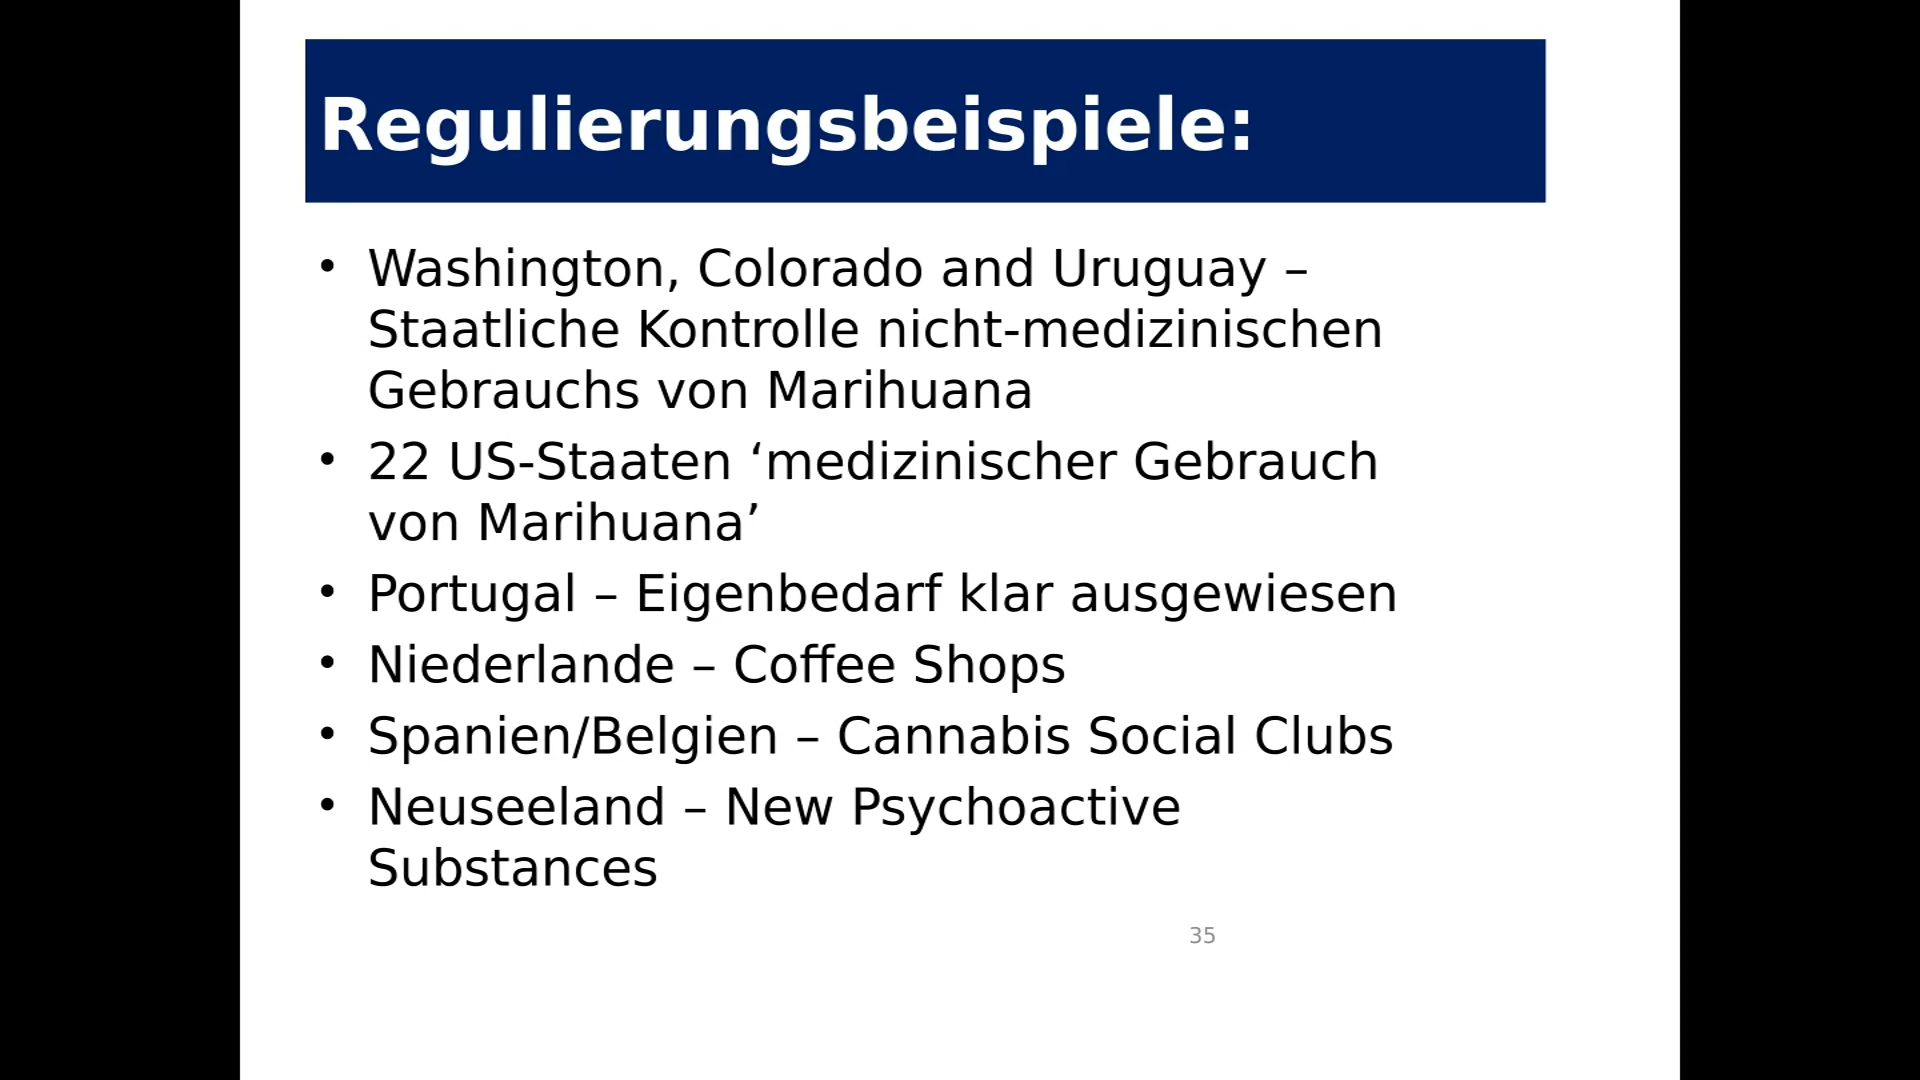 Regulierungsbeispiele:
• Washington, Colorado and Uruguay –
Staatliche Kontrolle nicht-medizinischen
Gebrauchs von Marihuana
• 22 US-Staaten ‘medizinischer Gebrauch
von Marihuana’
• Portugal – Eigenbedarf klar ausgewiesen
• Niederlande – Coffee Shops
• Spanien/Belgien – Cannabis Social Clubs
• Neuseeland – New Psychoactive
Substances
35